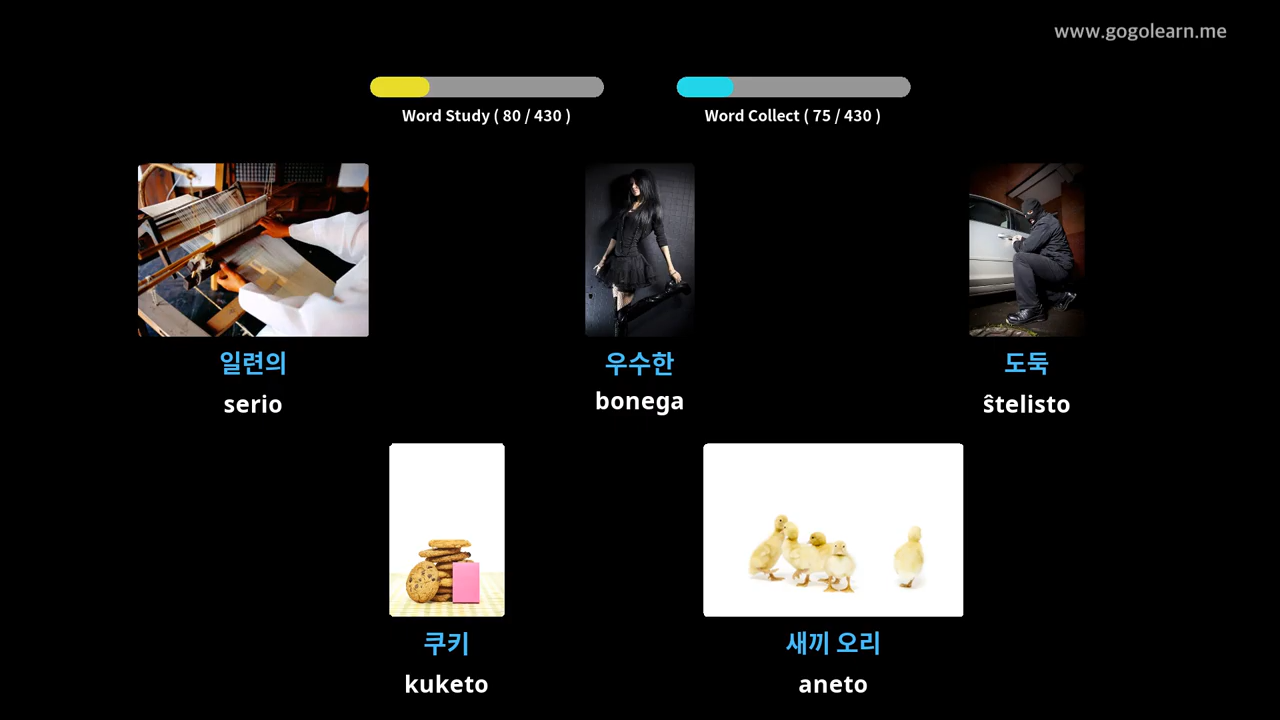 www.gogolearn.me
Word Study ( 80 / 430 )
Word Collect ( 75 / 430 )
일련의
serio
우수한
bonega
도둑
ŝtelisto
쿠키
kuketo
새끼 오리
aneto